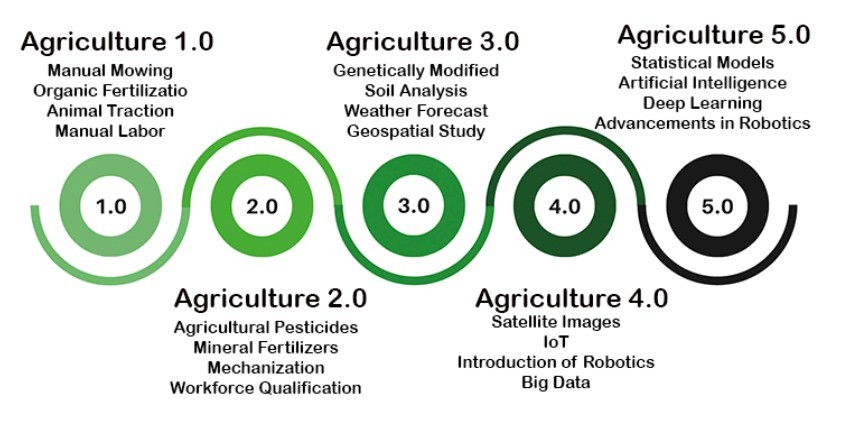 Agriculture 1.0
Manual Mowing
Organic Fertilizatio
Animal Traction
Manual Labor
Agriculture 3.0
Genetically Modified
Soil Analysis
Weather Forecast
Geospatial Study
Agriculture 5.0
Statistical Models
Artificial Intelligence
Deep Learning
Advancements in Robotics
1.0
2.0
3.0
4.0
5.0
Agriculture 2.0
Agricultural Pesticides
Mineral Fertilizers
Mechanization
Workforce Qualification
Agriculture 4.0
Satellite Images
IoT
Introduction of Robotics
Big Data